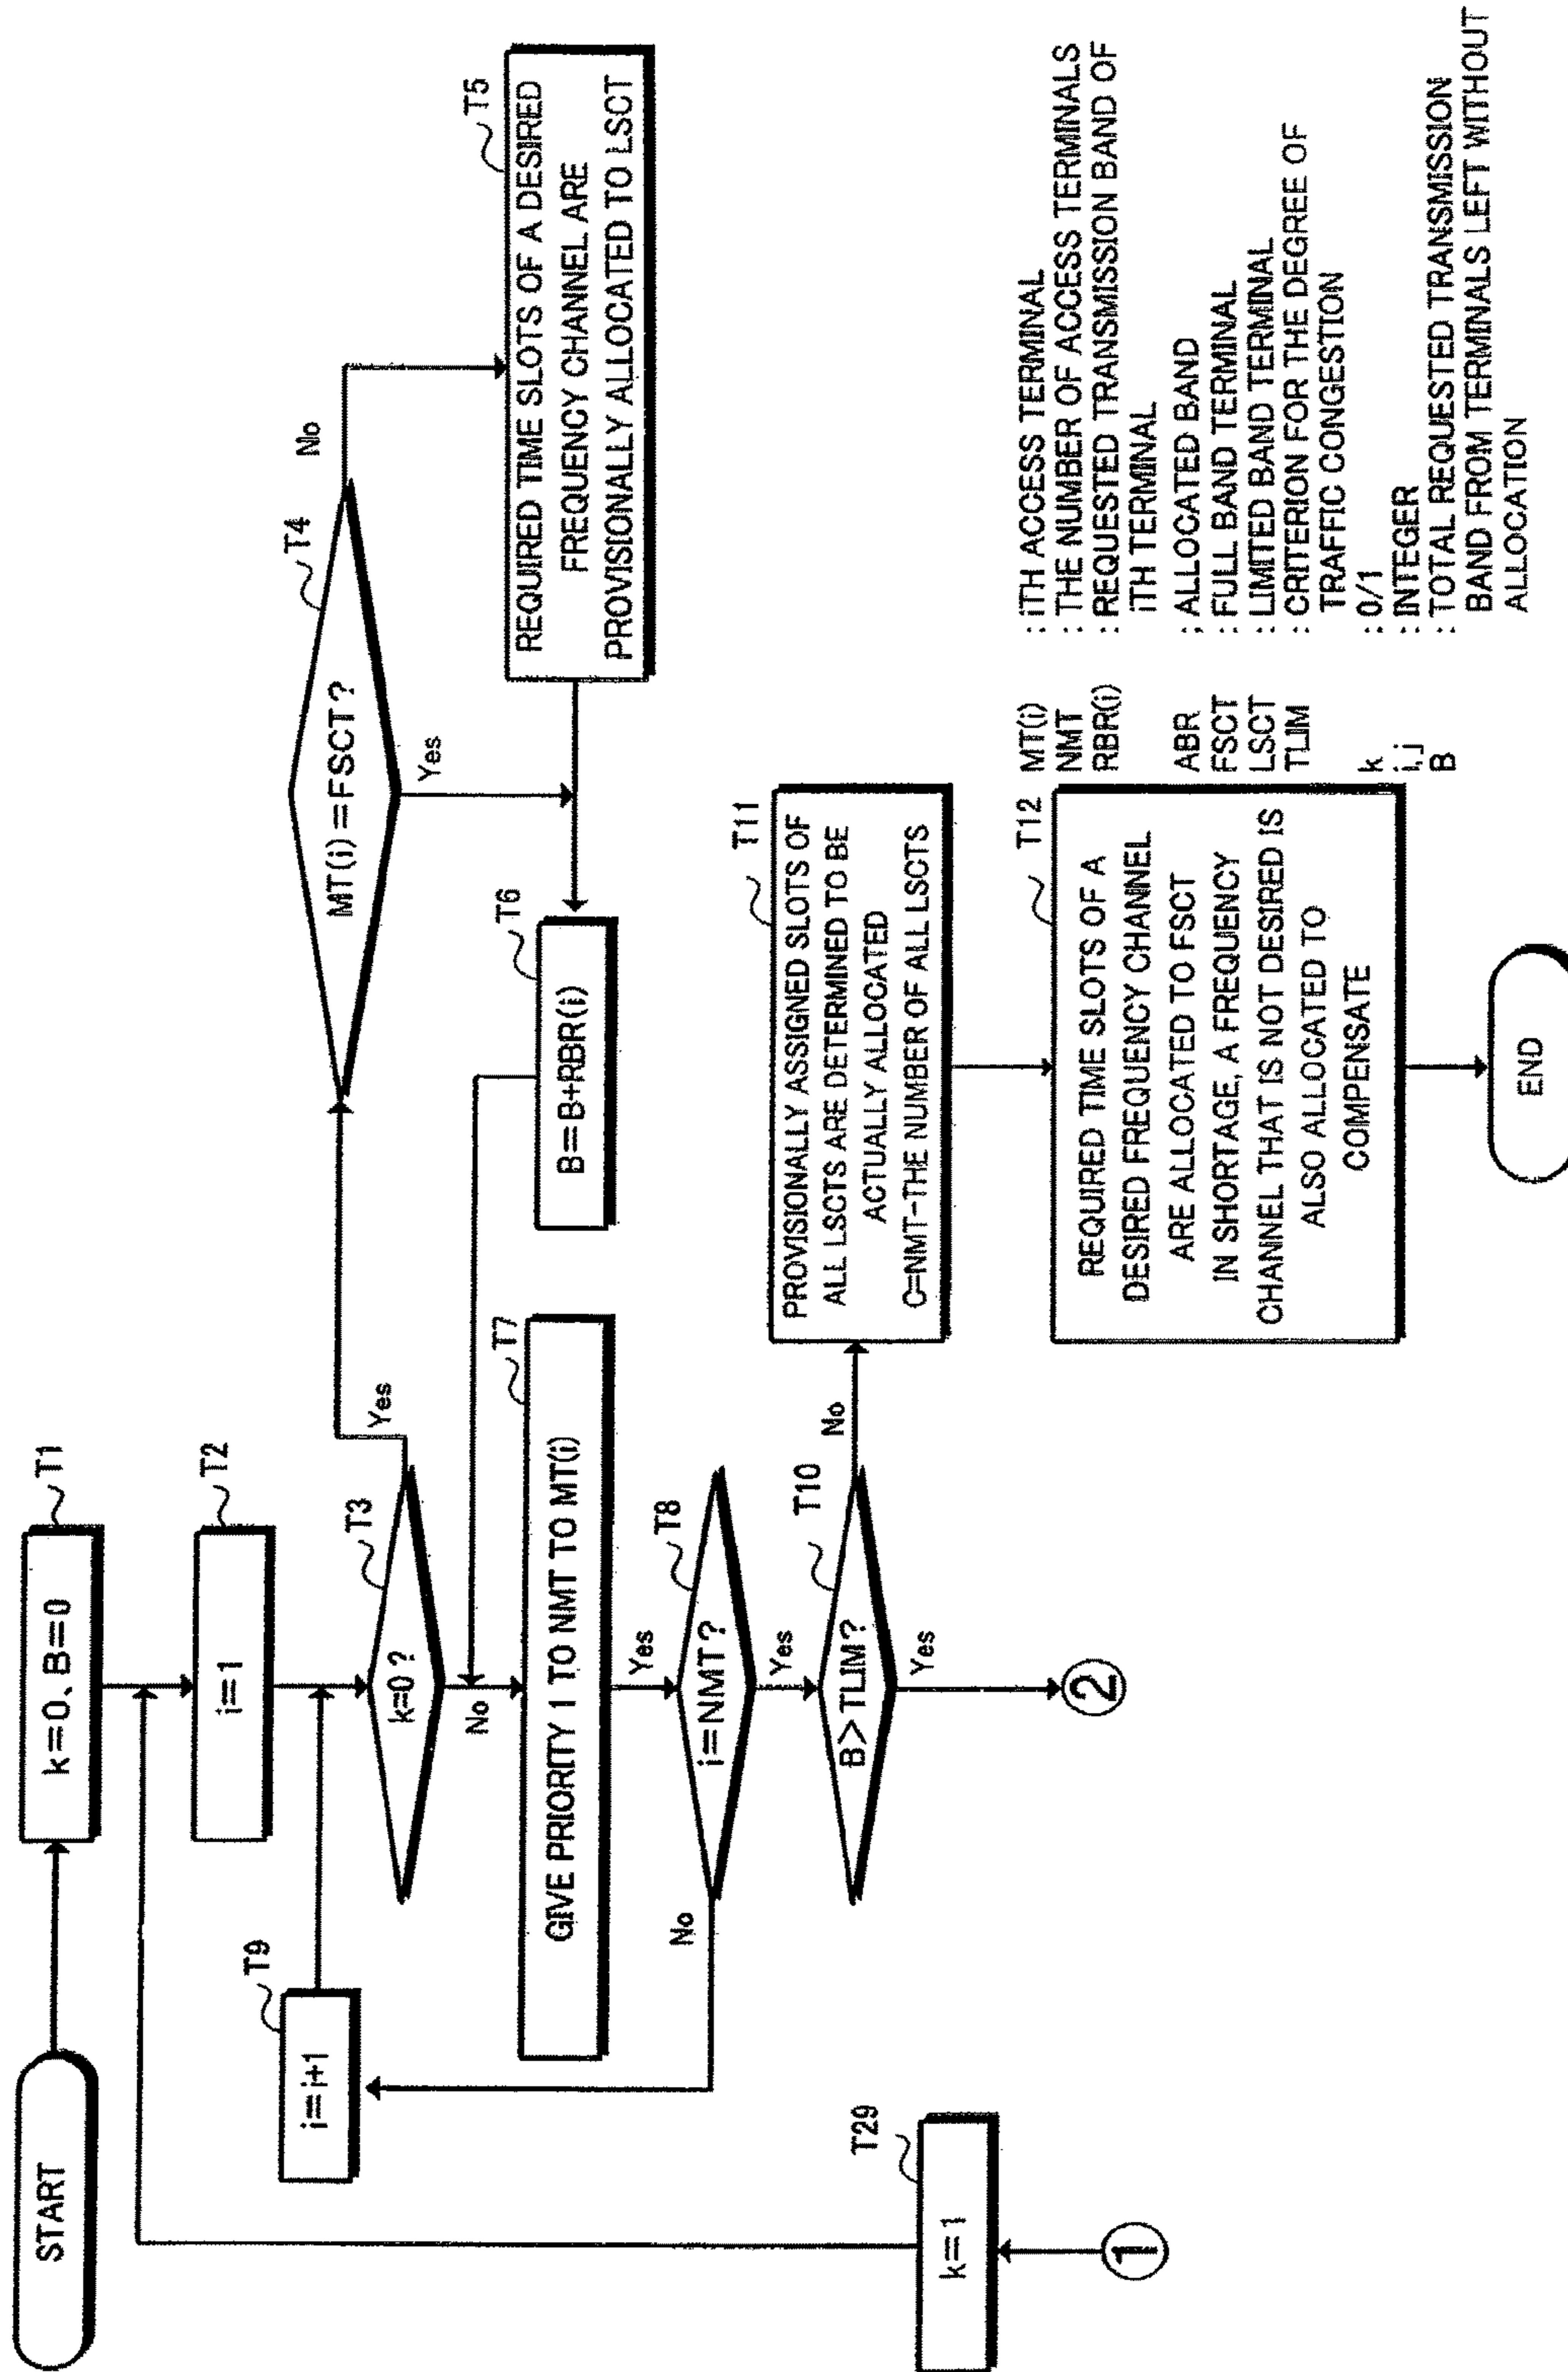 START
k=0、B=0
T1
i=1
T2
i=i+1
T9
k=0?
T3
Yes
No
MT(i)=FSCT?
T4
No
Yes
REQUIRED TIME SLOTS OF A DESIRED
FREQUENCY CHANNEL ARE
PROVISIONALLY ALLOCATED TO LSCT
T5
B=B+RBR(i)
T6
GIVE PRIORITY 1 TO NMT TO MT(i)
T7
Yes
i=NMT?
T8
No
Yes
B>TLIM?
T10
No
Yes
②
PROVISIONALLY ASSIGNED SLOTS OF
ALL LSCTS ARE DETERMINED TO BE
ACTUALLY ALLOCATED
C=NMT-THE NUMBER OF ALL LSCTS
T11
REQUIRED TIME SLOTS OF A
DESIRED FREQUENCY CHANNEL
ARE ALLOCATED TO FSCT
IN SHORTAGE, A FREQUENCY
CHANNEL THAT IS NOT DESIRED IS
ALSO ALLOCATED TO
COMPENSATE
T12
END
k=1
T29
①
MT(i) : iTH ACCESS TERMINAL
NMT : THE NUMBER OF ACCESS TERMINALS
RBR(i) : REQUESTED TRANSMISSION BAND OF
iTH TERMINAL
ABR ; ALLOCATED BAND
FSCT : FULL BAND TERMINAL
LSCT : LIMITED BAND TERMINAL
TLIM : CRITERION FOR THE DEGREE OF
TRAFFIC CONGESTION
k : 0/1
i,j : INTEGER
B : TOTAL REQUESTED TRANSMISSION
BAND FROM TERMINALS LEFT WITHOUT
ALLOCATION